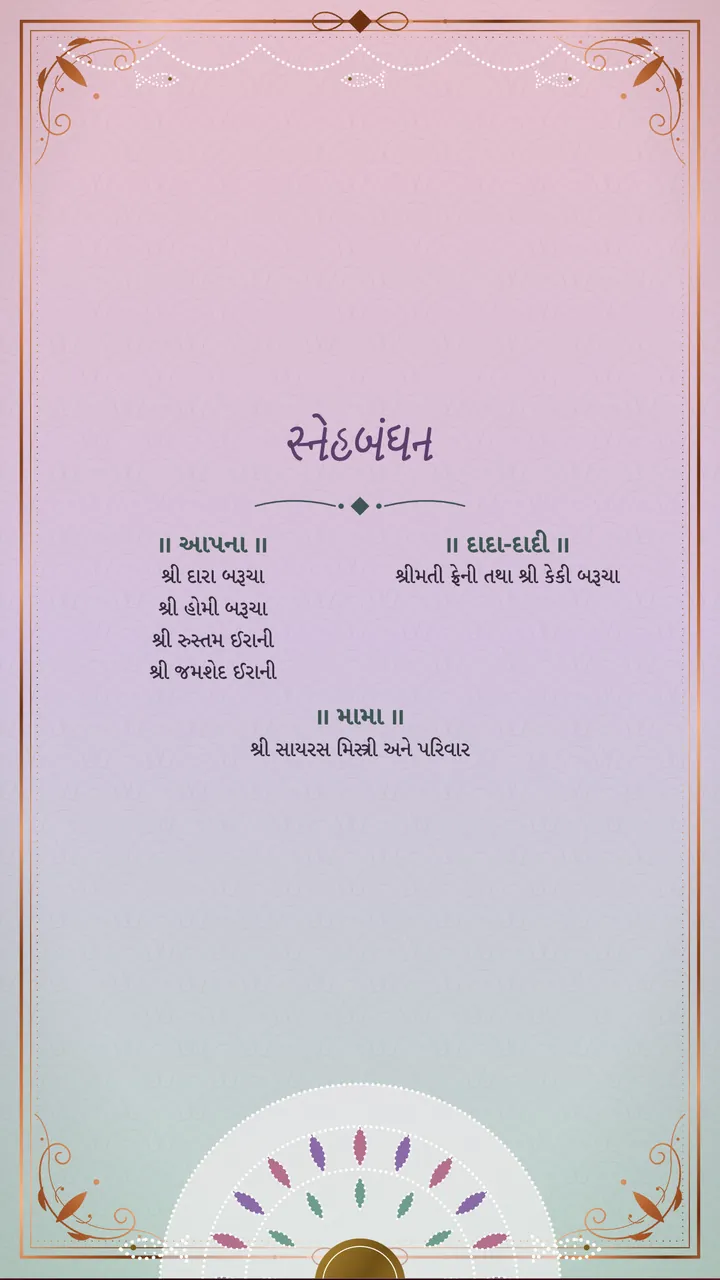 સ્નેહબંધન
॥ આપના ॥
શ્રી દારા બરૂચા
શ્રી હોમી બરૂચા
શ્રી રુસ્તમ ઈરાની
શ્રી જમશેદ ઈરાની
॥ દાદા-દાદી ॥
શ્રીમતી ફ્રેની તથા શ્રી કેકી બરૂચા
॥ મામા ॥
શ્રી સાયરસ મિસ્ત્રી અને પરિવાર